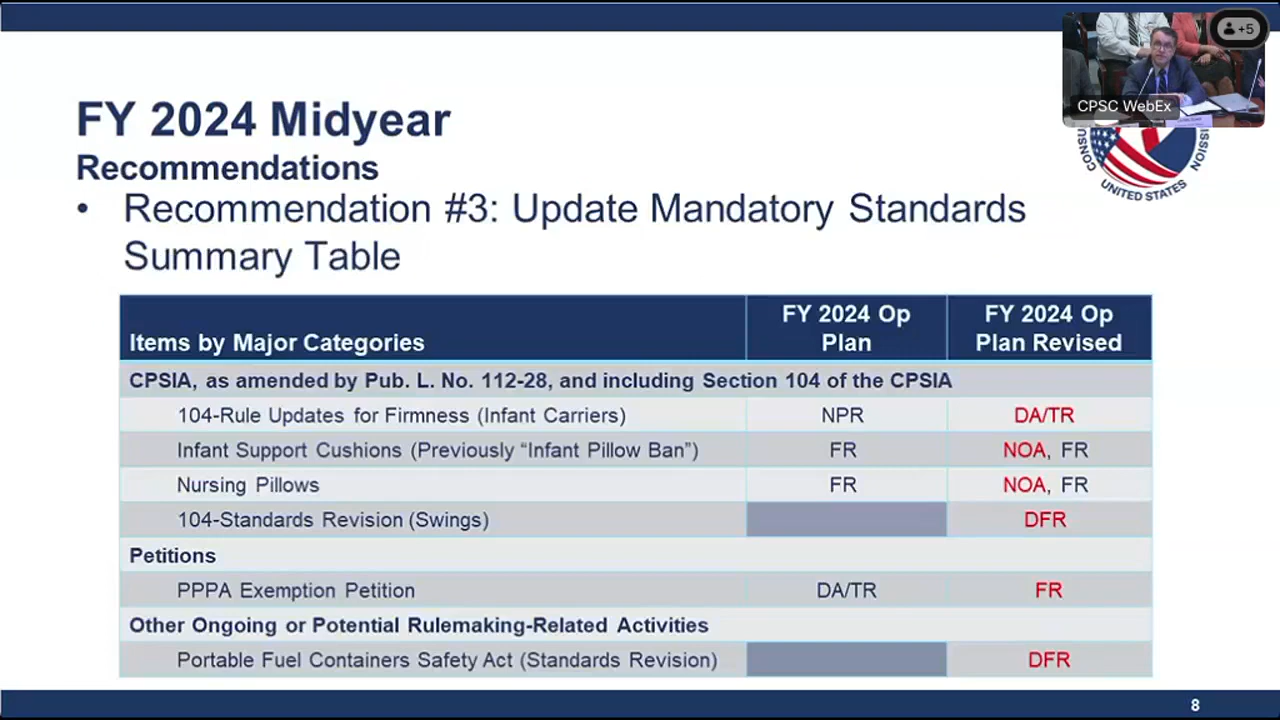 +5
CPSC WebEx
CONSU
MISSION
UNITED STATES
FY 2024 Midyear
Recommendations
• Recommendation #3: Update Mandatory Standards
Summary Table
Items by Major Categories FY 2024 Op Plan FY 2024 Op Plan Revised
CPSIA, as amended by Pub. L. No. 112-28, and including Section 104 of the CPSIA
104-Rule Updates for Firmness (Infant Carriers) NPR DA/TR
Infant Support Cushions (Previously “Infant Pillow Ban”) FR NOA, FR
Nursing Pillows FR NOA, FR
104-Standards Revision (Swings) DFR
Petitions
PPPA Exemption Petition DA/TR FR
Other Ongoing or Potential Rulemaking-Related Activities
Portable Fuel Containers Safety Act (Standards Revision) DFR
8